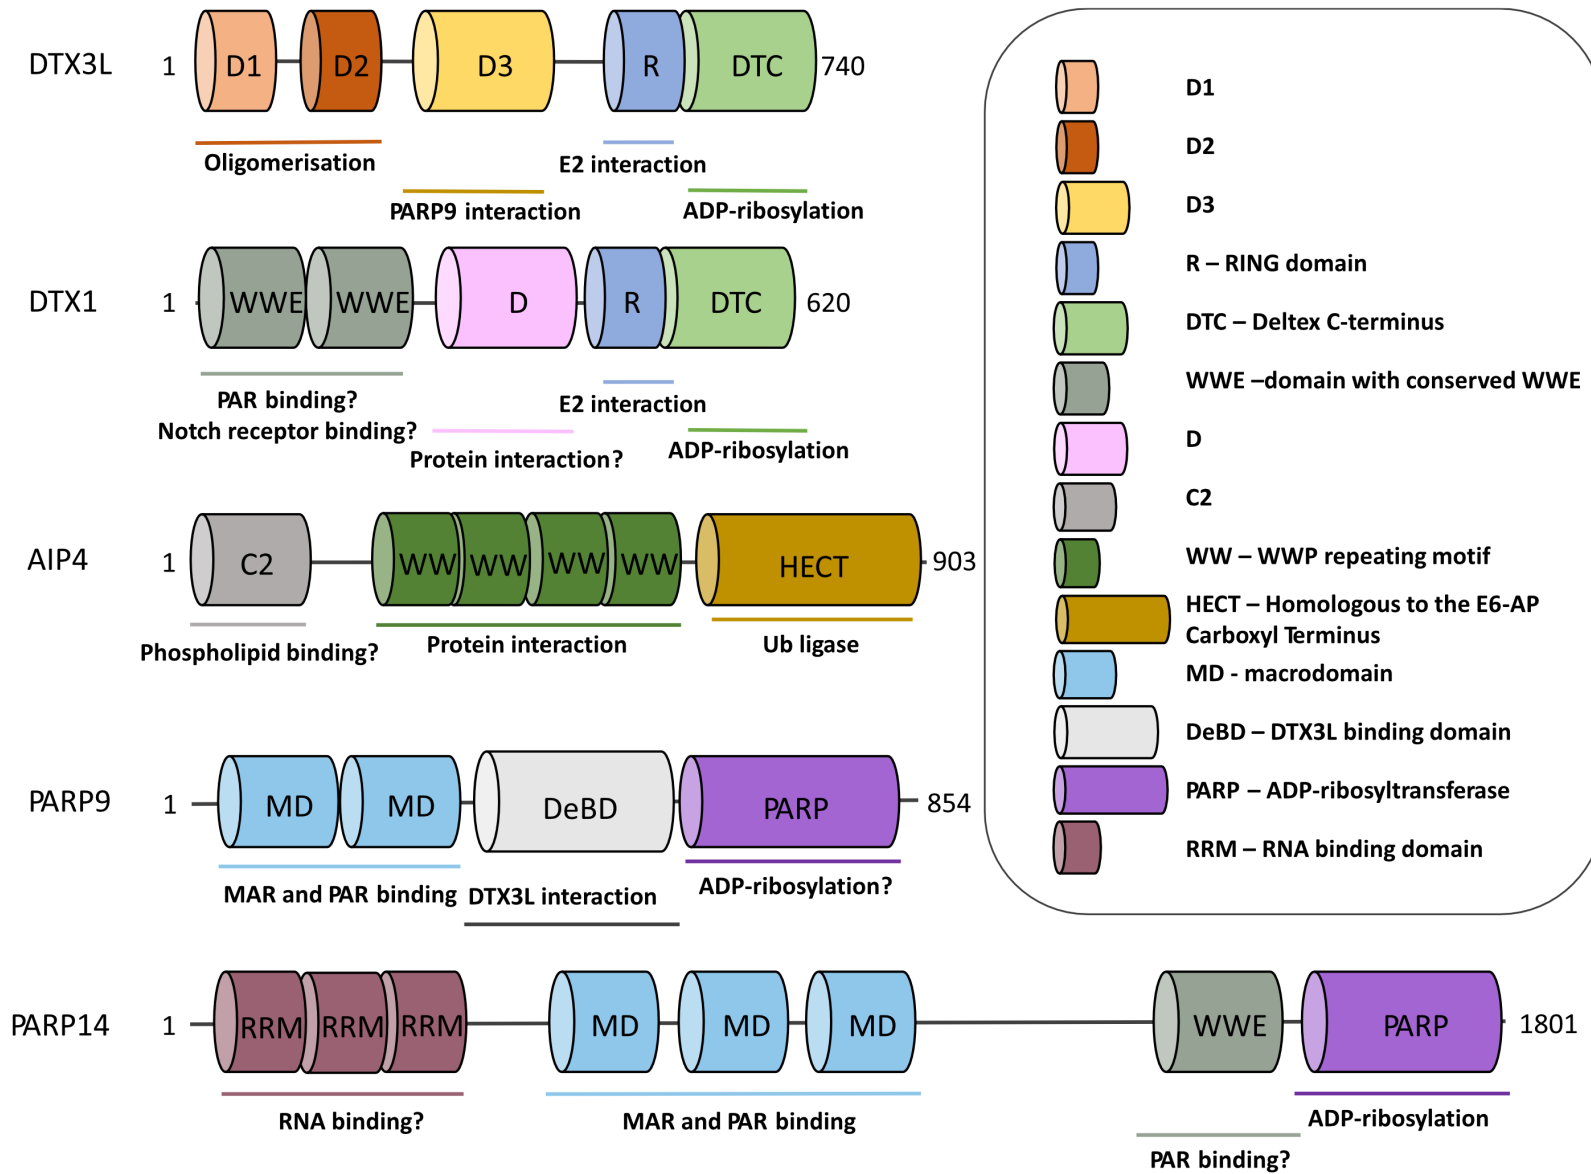 DTX3L 1 D1 D2 D3 R DTC 740
Oligomerisation
E2 interaction
PARP9 interaction
ADP-ribosylation
DTX1 1 WWE WWE D R DTC 620
PAR binding?
Notch receptor binding?
E2 interaction
Protein interaction?
ADP-ribosylation
AIP4 1 C2 WW WW WW WW HECT 903
Phospholipid binding?
Protein interaction
Ub ligase
PARP9 1 MD MD DeBD PARP 854
MAR and PAR binding
DTX3L interaction
ADP-ribosylation?
PARP14 1 RRM RRM RRM MD MD MD WWE PARP 1801
RNA binding?
MAR and PAR binding
PAR binding?
ADP-ribosylation
D1
D2
D3
R – RING domain
DTC – Deltex C-terminus
WWE –domain with conserved WWE
D
C2
WW – WWP repeating motif
HECT – Homologous to the E6-AP
Carboxyl Terminus
MD - macrodomain
DeBD – DTX3L binding domain
PARP – ADP-ribosyltransferase
RRM – RNA binding domain